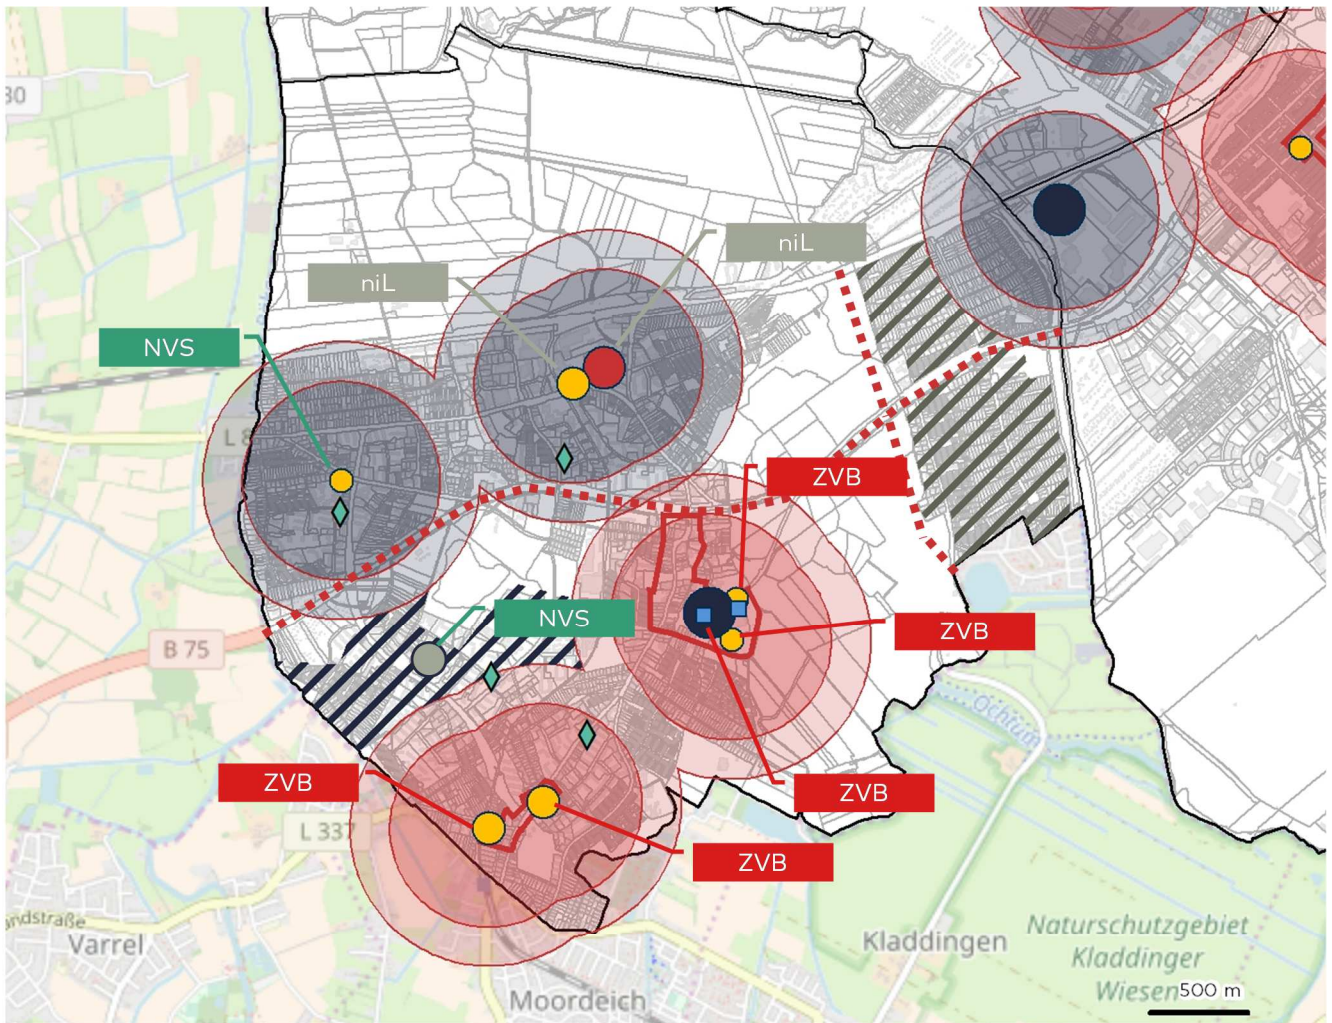 30
niL
niL
NVS
L 8
ZVB
NVS
ZVB
B 75
ZVB
ZVB
Ochtum
L 337
ZVB
andstraße
Varrel
Kladdingen
Naturschutzgebiet
Kladdinger
Wiesen
500 m
Moordeich